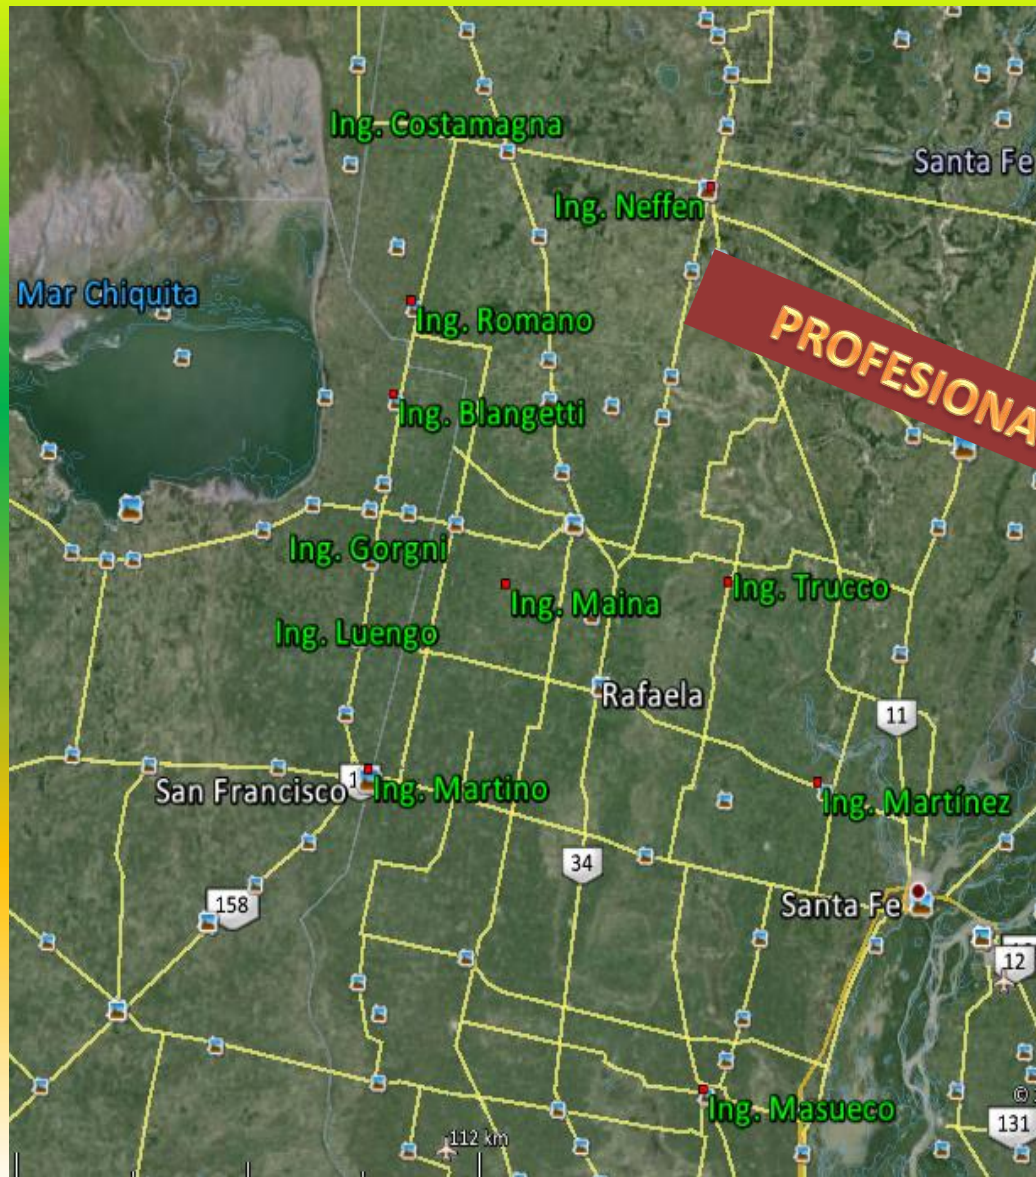 Ing. Costamagna
Santa Fe
Ing. Neffen
Mar Chiquita
Ing. Romano
PROFESIONA
Ing. Blangetti
Ing. Gorgni
Ing. Maina
Ing. Trucco
Ing. Luengo
Rafaela
11
San Francisco
Ing. Martino
Ing. Martínez
34
158
Santa Fe
12
Ing. Masueco
©
131
112 km